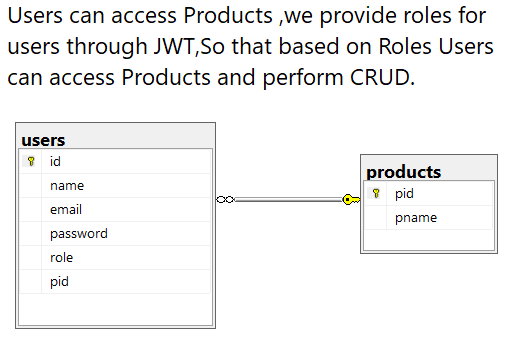 Users can access Products ,we provide roles for
users through JWT,So that based on Roles Users
can access Products and perform CRUD.
users
id
name
email
password
role
pid
products
pid
pname